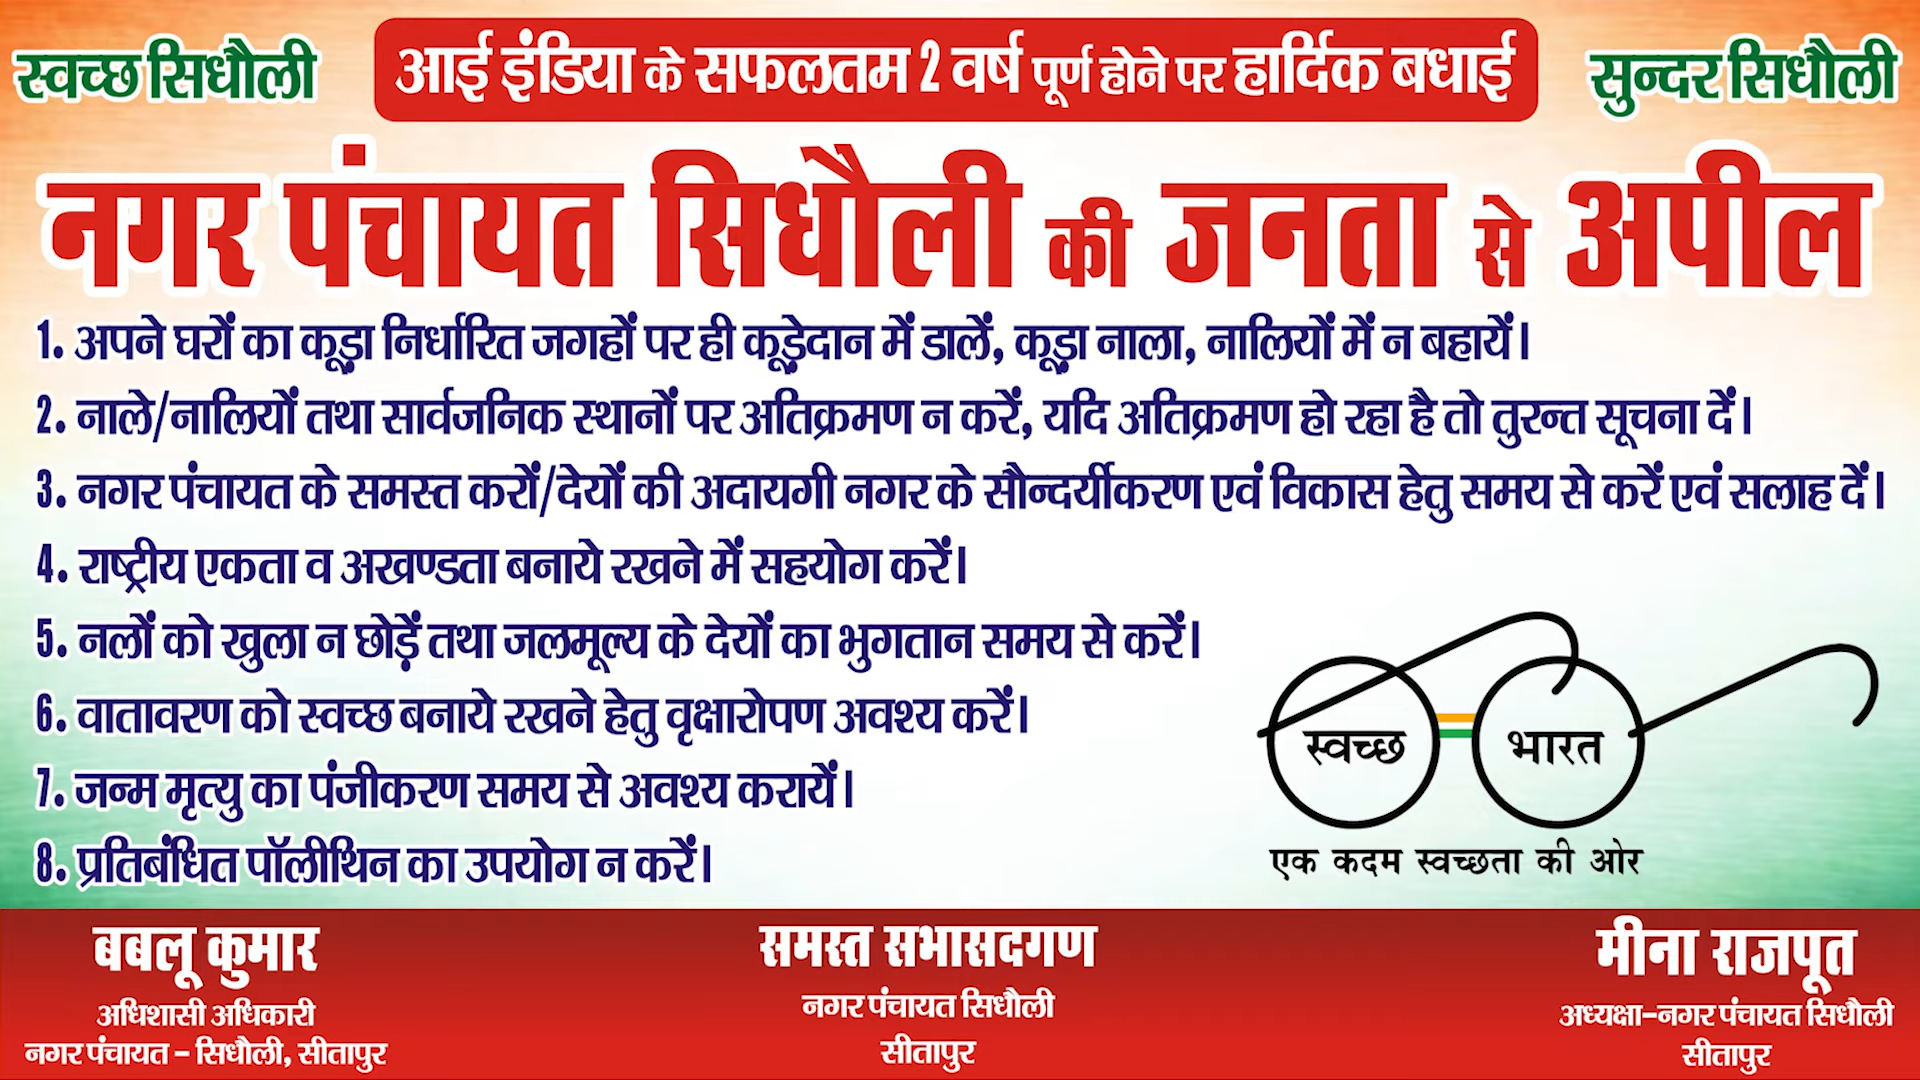 स्वच्छ सिधौली
आई इंडिया के सफलतम 2 वर्ष पूर्ण होने पर हार्दिक बधाई
सुन्दर सिधौली
नगर पंचायत सिधौली की जनता से अपील
1. अपने घरों का कूड़ा निर्धारित जगहों पर ही कूड़ेदान में डालें, कूड़ा नाला, नालियों में न बहायें।
2. नाले/नालियों तथा सार्वजनिक स्थानों पर अतिक्रमण न करें, यदि अतिक्रमण हो रहा है तो तुरन्त सूचना दें।
3. नगर पंचायत के समस्त करों/देयों की अदायगी नगर के सौन्दर्यीकरण एवं विकास हेतु समय से करें एवं सलाह दें।
4. राष्ट्रीय एकता व अखण्डता बनाये रखने में सहयोग करें।
5. नलों को खुला न छोड़ें तथा जलमूल्य के देयों का भुगतान समय से करें।
6. वातावरण को स्वच्छ बनाये रखने हेतु वृक्षारोपण अवश्य करें।
7. जन्म मृत्यु का पंजीकरण समय से अवश्य करायें।
8. प्रतिबंधित पॉलीथिन का उपयोग न करें।
स्वच्छ भारत
एक कदम स्वच्छता की ओर
बबलू कुमार
अधिशासी अधिकारी
नगर पंचायत - सिधौली, सीतापुर
समस्त सभासदगण
नगर पंचायत सिधौली
सीतापुर
मीना राजपूत
अध्यक्षा-नगर पंचायत सिधौली
सीतापुर